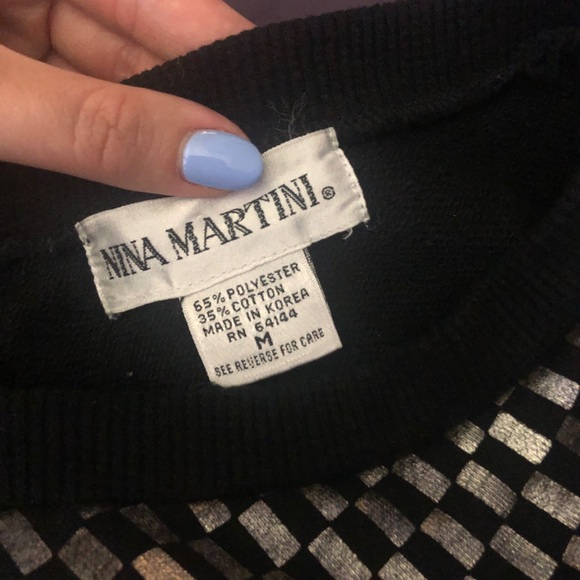 NINA MARTINI®
65% POLYESTER
35% COTTON
MADE IN KOREA
RN 64144
M
SEE REVERSE FOR CARE